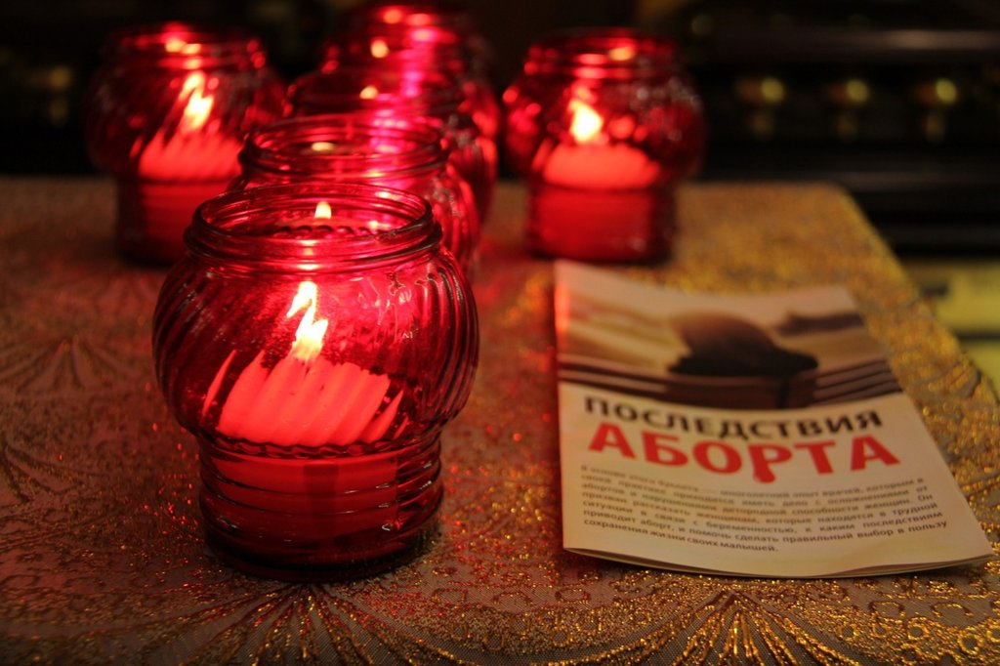 ПОСЛЕДСТВИЯ
АБОРТА
В основе этого буклета — многолетний опыт врачей, которым в
своей практике приходится иметь дело с осложнениями от
абортов и нарушениями детородной способности женщин. Он
призван показать женщинам, которые находятся в трудной
ситуации в связи с беременностью, к каким последствиям
приводит аборт, и помочь сделать правильный выбор в пользу
сохранения жизни своих малышей.